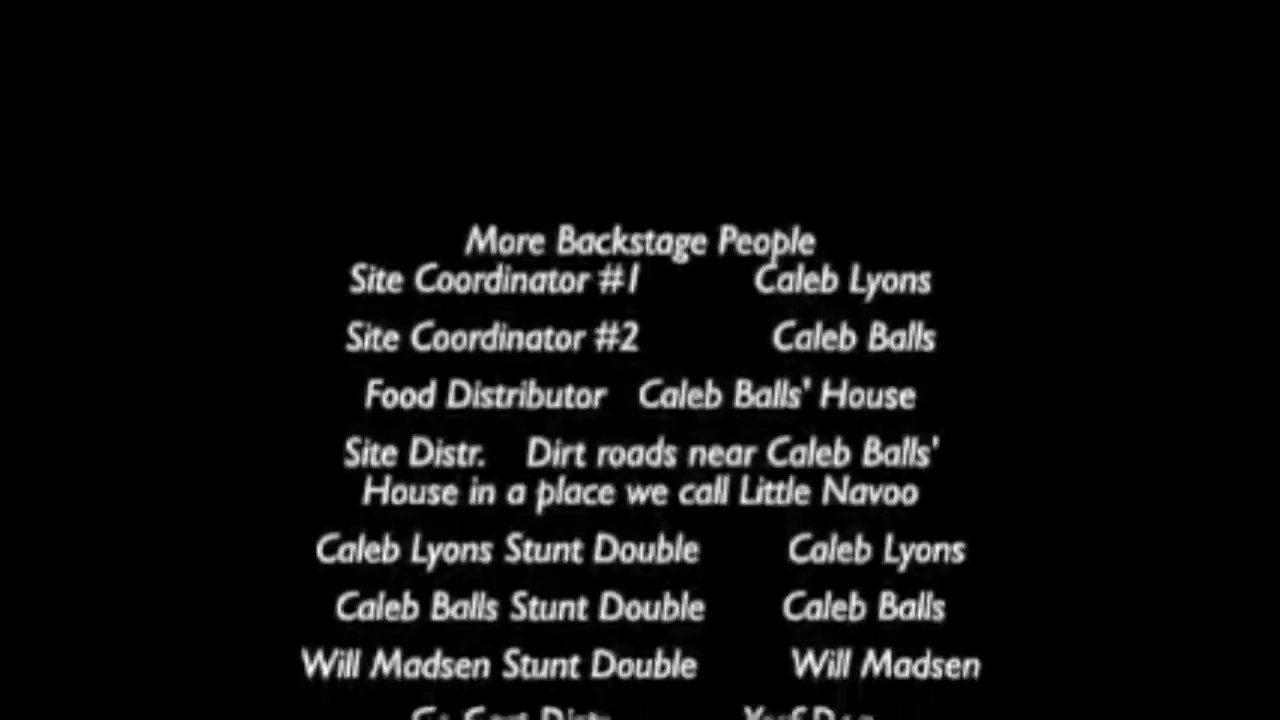 More Backstage People
Site Coordinator #1 Caleb Lyons
Site Coordinator #2 Caleb Balls
Food Distributor Caleb Balls' House
Site Distr. Dirt roads near Caleb Balls'
House in a place we call Little Navoo
Caleb Lyons Stunt Double Caleb Lyons
Caleb Balls Stunt Double Caleb Balls
Will Madsen Stunt Double Will Madsen